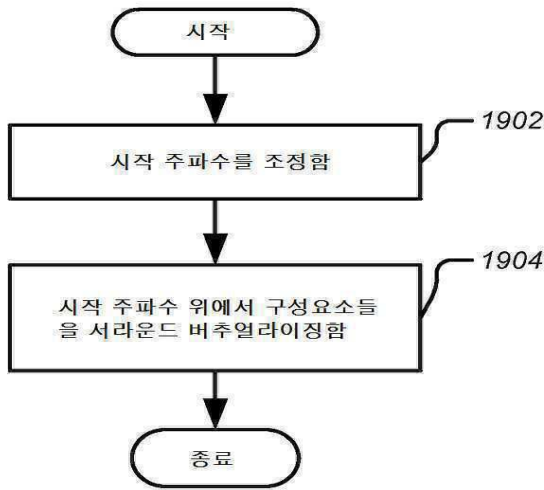 시작
1902
시작 주파수를 조정함
1904
시작 주파수 위에서 구성요소들
을 서라운드 버추얼라이징함
종료